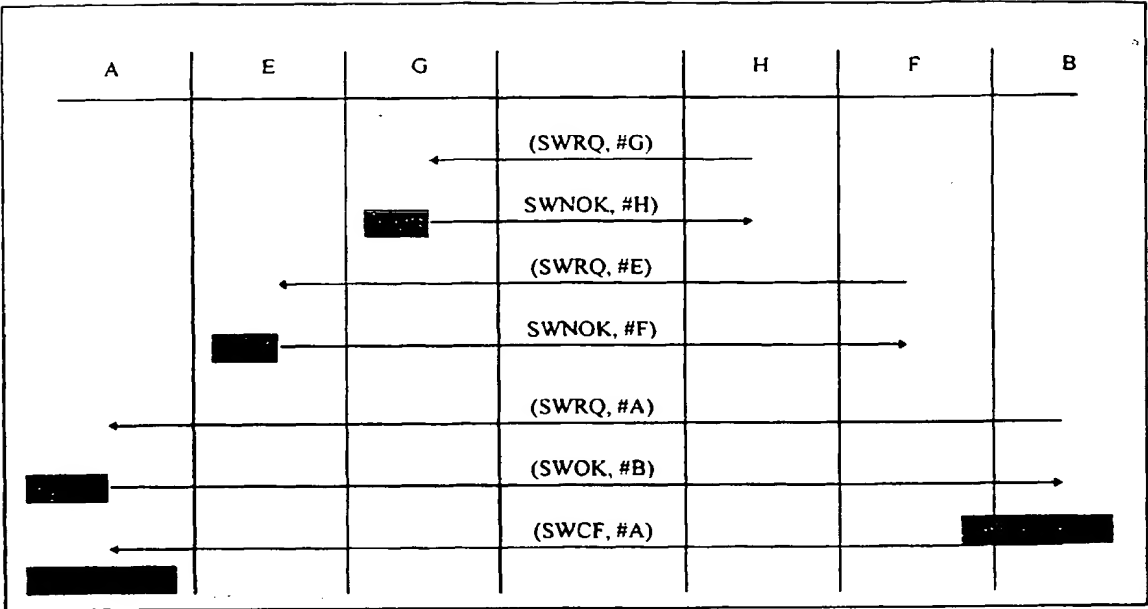 A E G H F B
(SWRQ, #G)
SWNOK, #H)
(SWRQ, #E)
SWNOK, #F)
(SWRQ, #A)
(SWOK, #B)
(SWCF, #A)